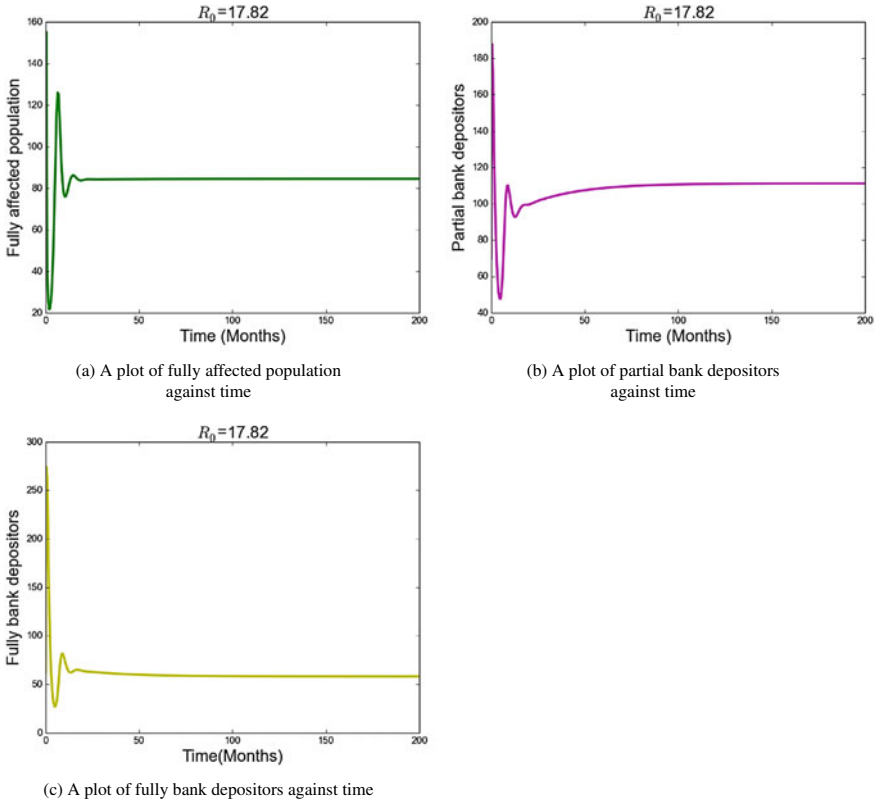 R₀=17.82
160
140
120
100
80
60
40
20
0 50 100 150 200
Fully affected population
Time (Months)
(a) A plot of fully affected population
against time
R₀=17.82
200
180
160
140
120
100
80
60
40
0 50 100 150 200
Partial bank depositors
Time (Months)
(b) A plot of partial bank depositors
against time
R₀=17.82
300
250
200
150
100
50
0
0 50 100 150 200
Fully bank depositors
Time(Months)
(c) A plot of fully bank depositors against time